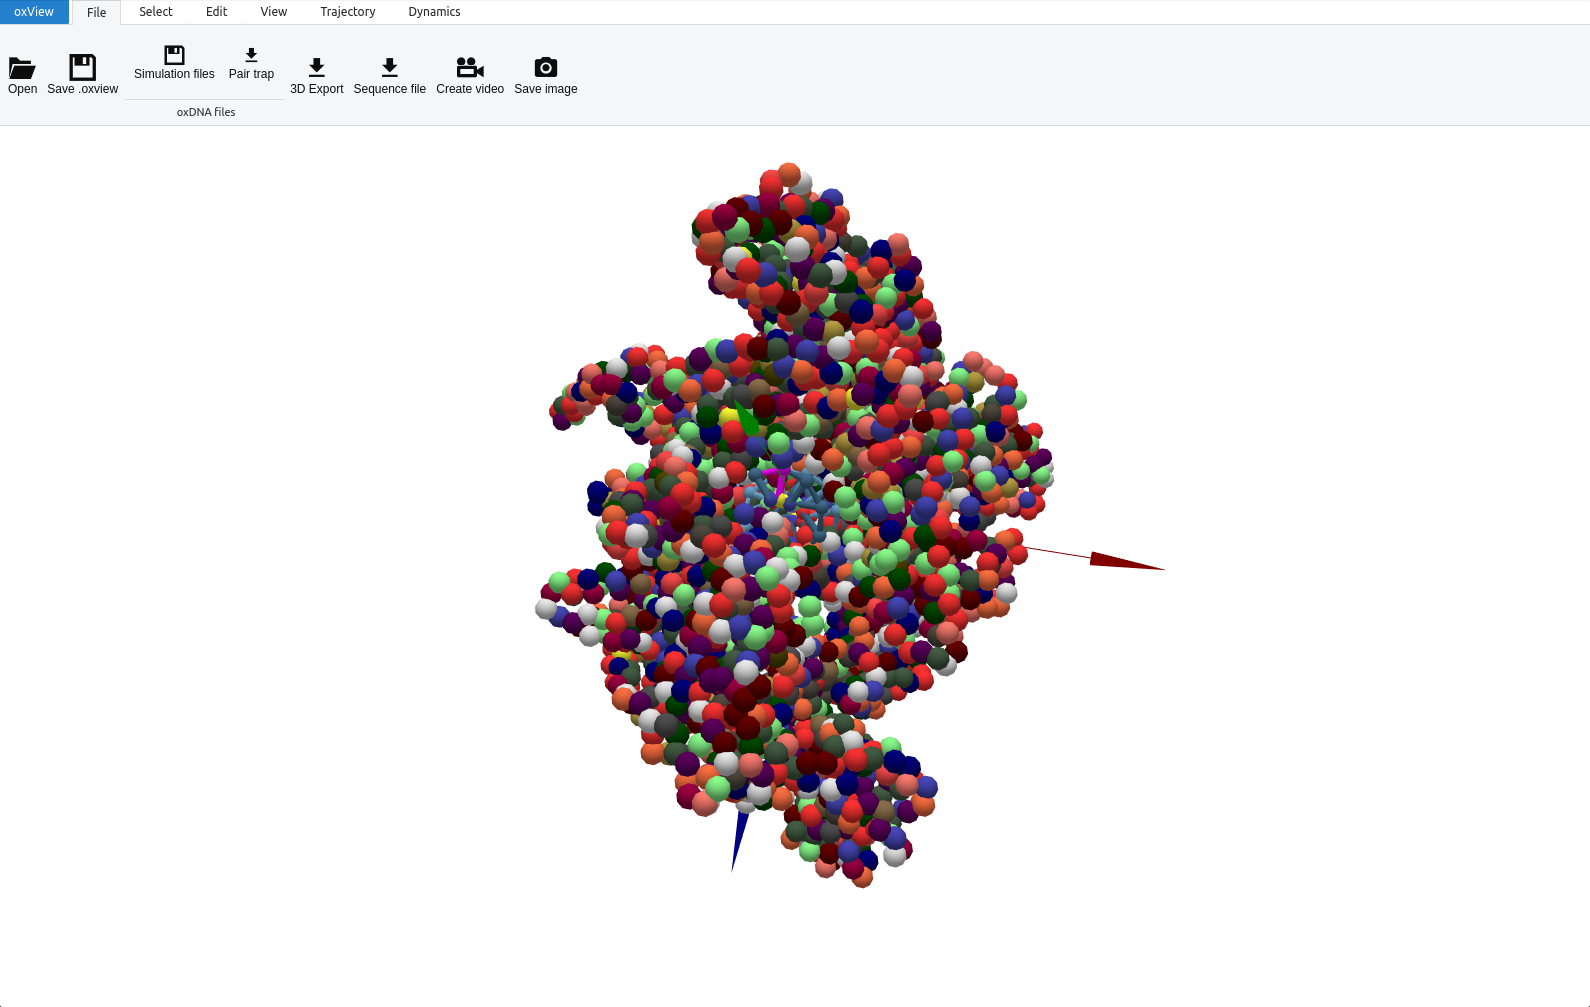 oxView File Select Edit View Trajectory Dynamics
Simulation files Pair trap
Open Save .oxview 3D Export Sequence file Create video Save image
oxDNA files